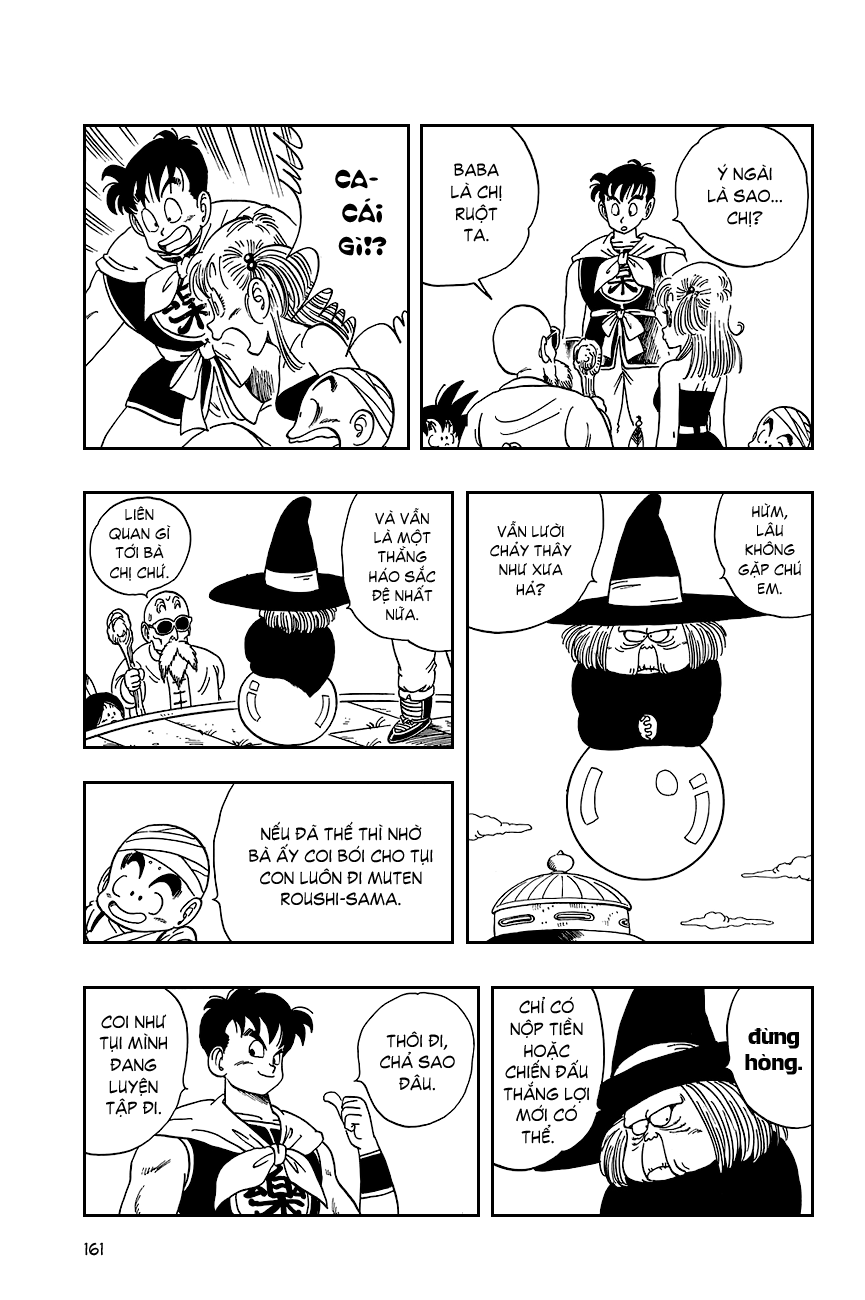 Ý NGÀI
LÀ SAO...
CHỊ?
BABA
LÀ CHỊ
RUỘT
TA.
CA-
CÁI
GÌ!?
HỪM,
LÂU
KHÔNG
GẶP CHÚ
EM.
VẪN LƯỜI
CHẢY THÂY
NHƯ XƯA
HẢ?
VÀ VẪN
LÀ MỘT
THẰNG
HÁO SẮC
ĐỆ NHẤT
NỮA.
LIÊN
QUAN GÌ
TỚI BÀ
CHỊ CHỨ.
NẾU ĐÃ THẾ THÌ NHỜ
BÀ ẤY COI BÓI CHO TỤI
CON LUÔN ĐI MUTEN
ROUSHI-SAMA.
đừng
hòng.
CHỈ CÓ
NỘP TIỀN
HOẶC
CHIẾN ĐẤU
THẮNG LỢI
MỚI CÓ
THỂ.
THÔI ĐI,
CHẢ SAO
ĐÂU.
COI NHƯ
TỤI MÌNH
ĐANG
LUYỆN
TẬP ĐI.
樂
樂
161